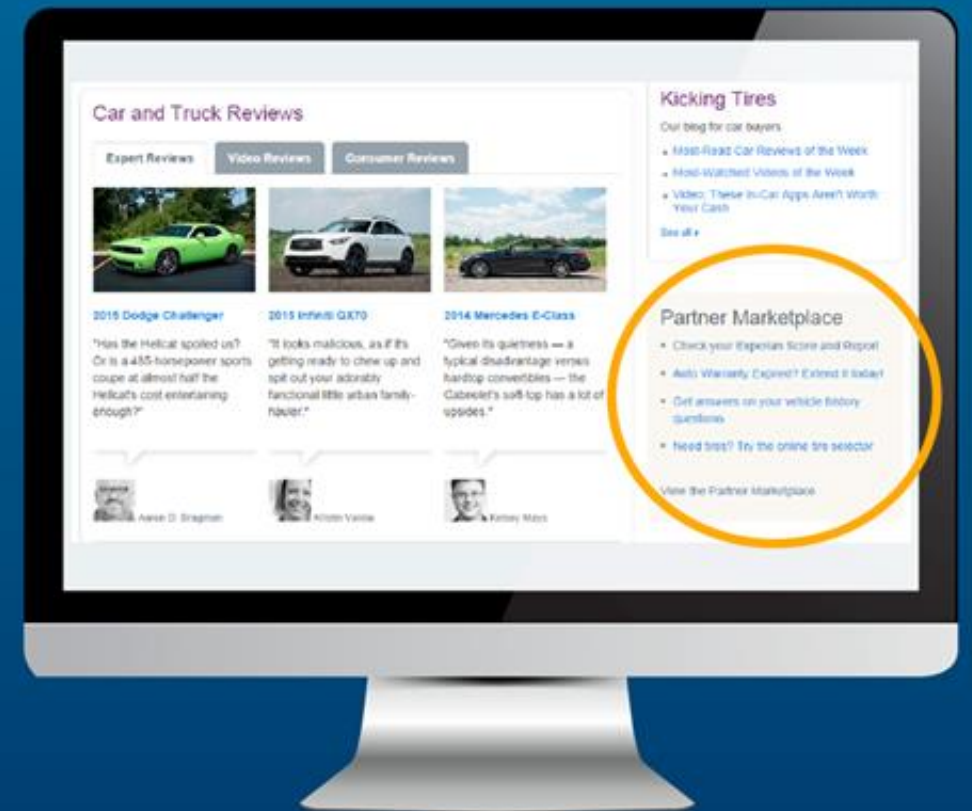 Car and Truck Reviews
Expert Reviews
Video Reviews
Consumer Reviews
2015 Dodge Challenger
"Has the Hellcat spoiled us?
Or is a 485-horsepower sports
coupe at almost half the
Hellcat's cost entertaining
enough?"
Aaron D. Bragman
2015 Infiniti QX70
"It looks malicious, as if it's
getting ready to chew up and
spit out your adorably
functional little urban family-
hauler."
Kristin Varela
2014 Mercedes E-Class
"Given its quietness — a
typical disadvantage versus
hardtop convertibles — the
Cabriolet's soft-top has a lot of
upsides."
Kelsey Mays
Kicking Tires
Our blog for car buyers
• Most-Read Car Reviews of the Week
• Most-Watched Videos of the Week
• Video: These In-Car Apps Aren't Worth
Your Cash
See all
Partner Marketplace
• Check your Experian Score and Report
• Auto Warranty Expired? Extend it today!
• Get answers on your vehicle history
questions
• Need tires? Try the online tire selector
View the Partner Marketplace